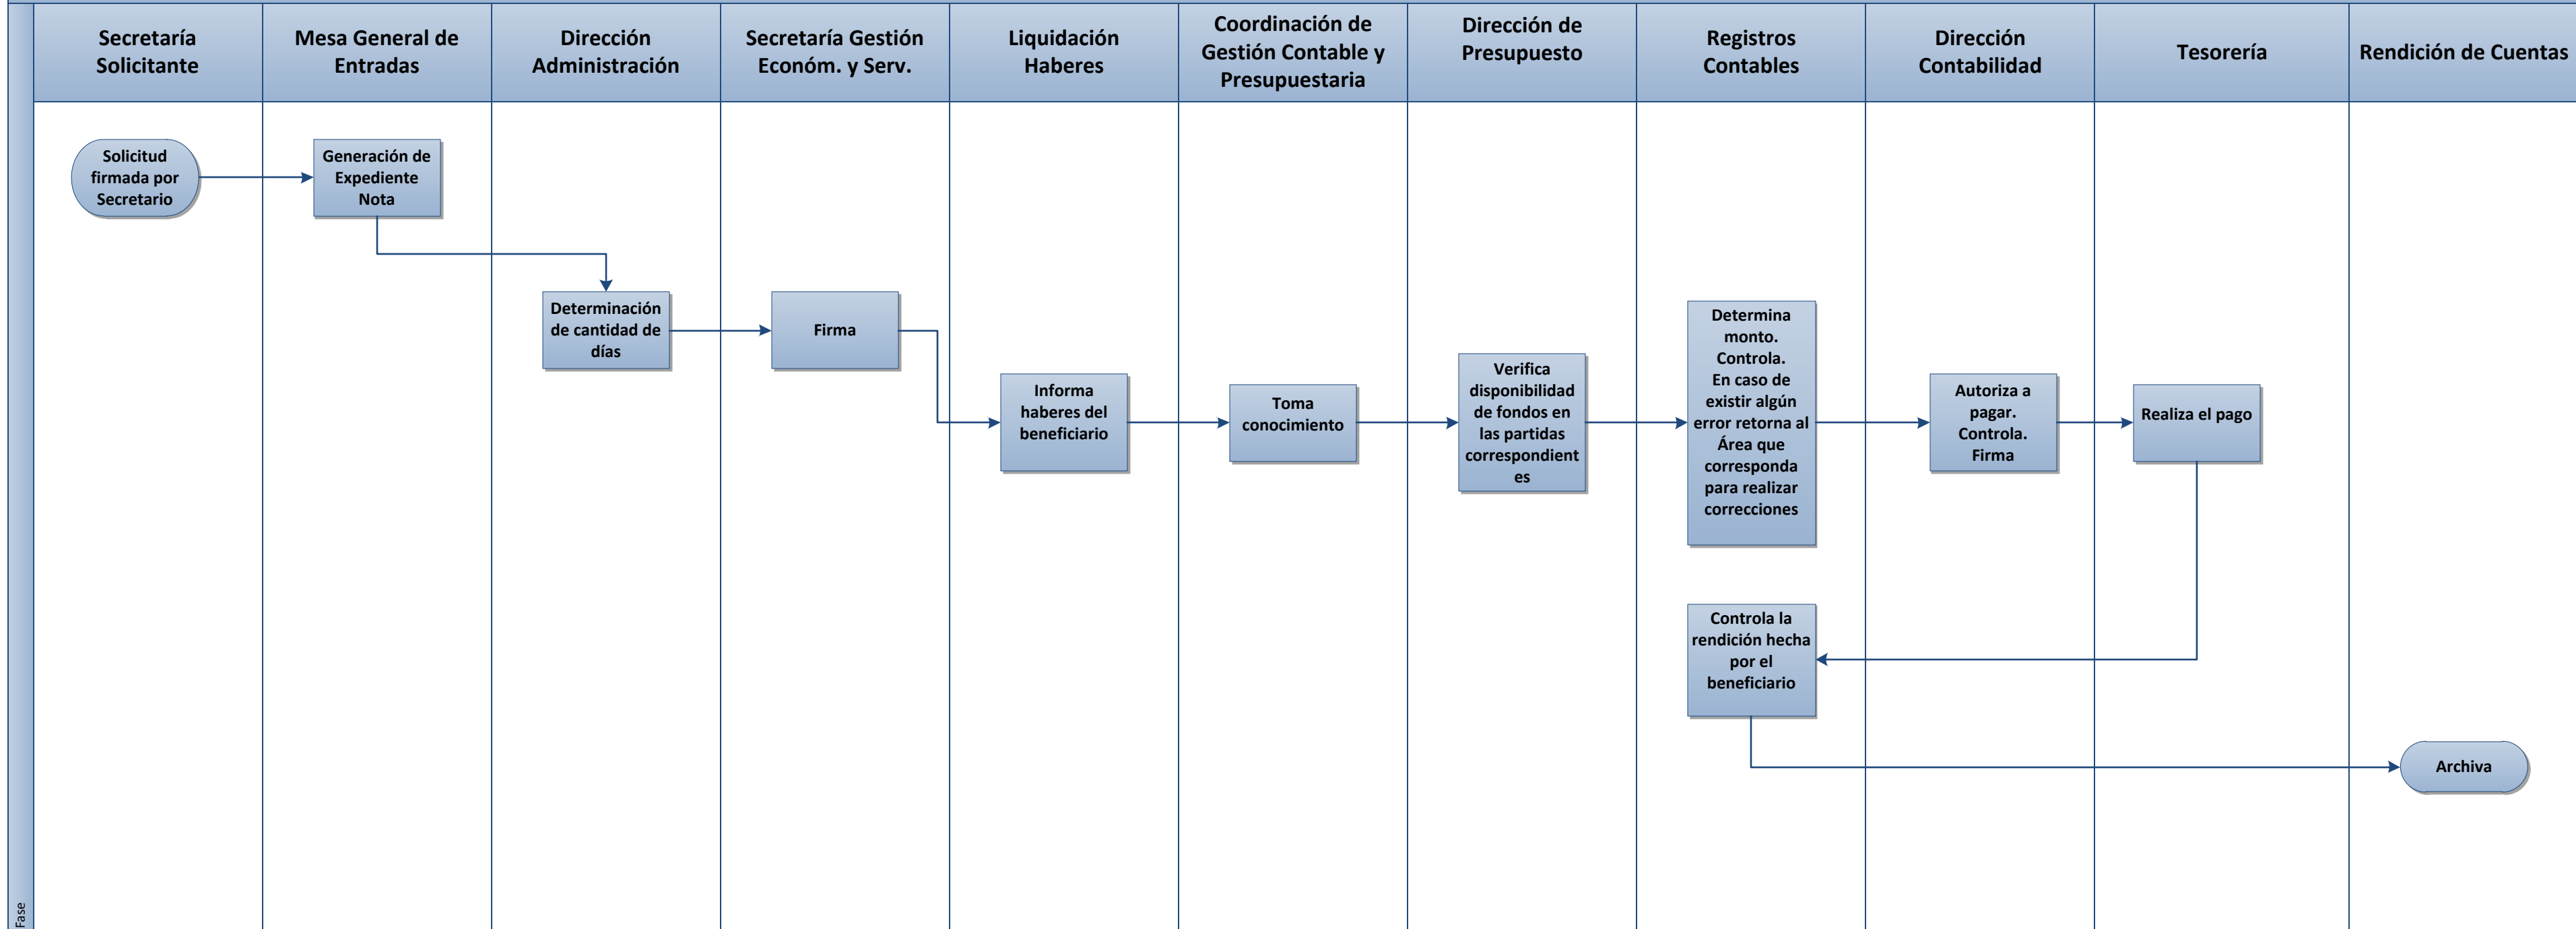 Secretaría
Solicitante
Mesa General de
Entradas
Dirección
Administración
Secretaría Gestión
Económ. y Serv.
Liquidación
Haberes
Coordinación de
Gestión Contable y
Presupuestaria
Dirección de
Presupuesto
Registros
Contables
Dirección
Contabilidad
Tesorería
Rendición de Cuentas
Solicitud
firmada por
Secretario
Generación de
Expediente
Nota
Determinación
de cantidad de
días
Firma
Informa
haberes del
beneficiario
Toma
conocimiento
Verifica
disponibilidad
de fondos en
las partidas
correspondient
es
Determina
monto.
Controla.
En caso de
existir algún
error retorna al
Área que
corresponda
para realizar
correcciones
Autoriza a
pagar.
Controla.
Firma
Realiza el pago
Controla la
rendición hecha
por el
beneficiario
Archiva
Fase